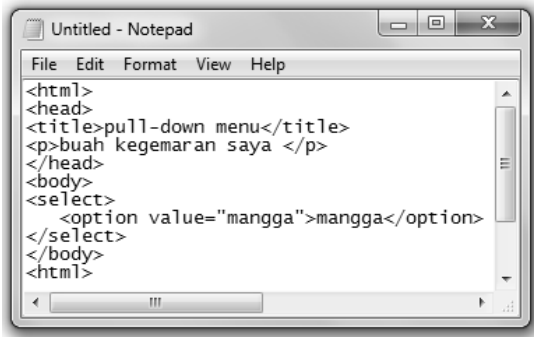 Untitled - Notepad
File Edit Format View Help
<html>
<head>
<title>pull-down menu</title>
<p>buah kegemaran saya </p>
</head>
<body>
<select>
   <option value="mangga">mangga</option>
</select>
</body>
<html>